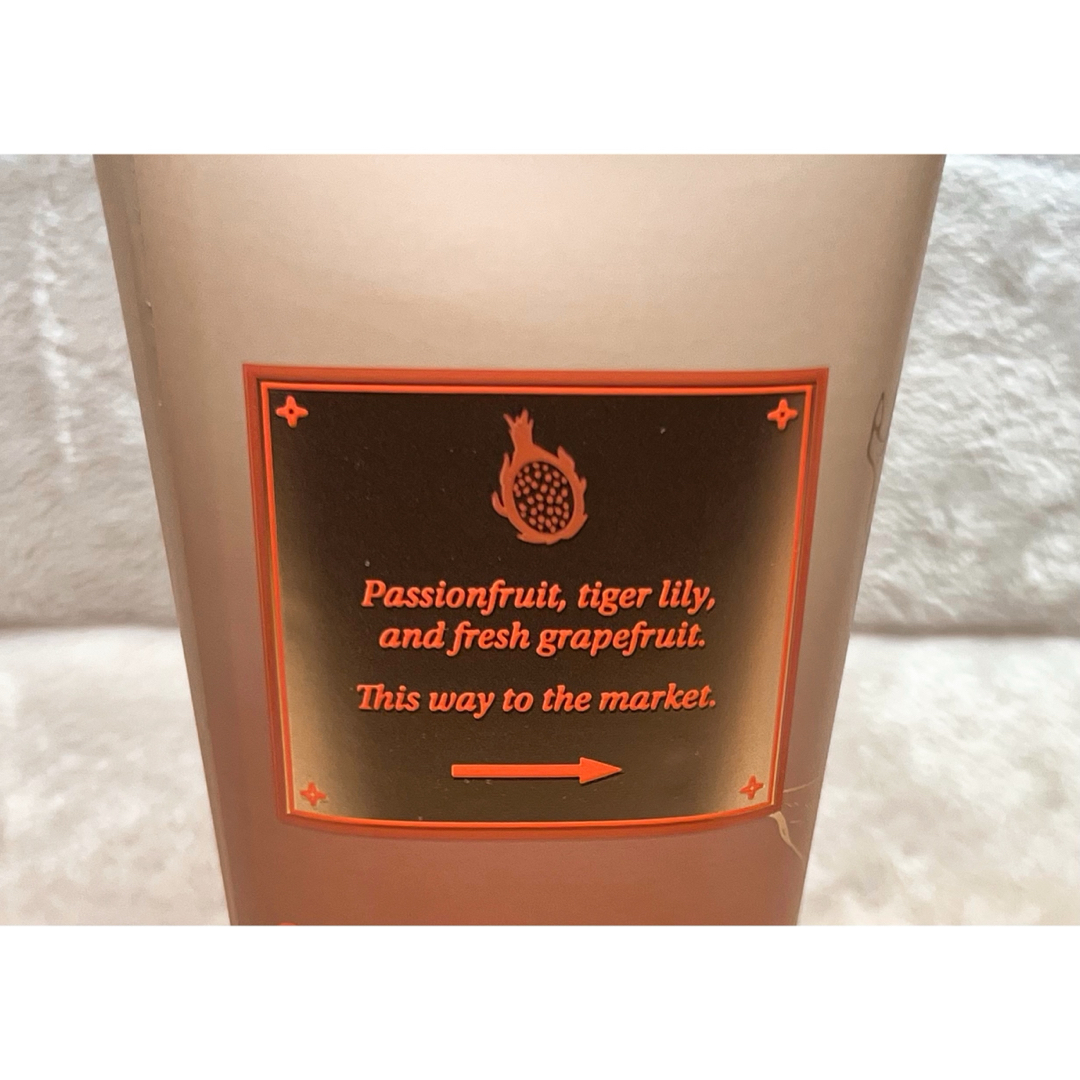 Passionfruit, tiger lily,
and fresh grapefruit.
This way to the market.